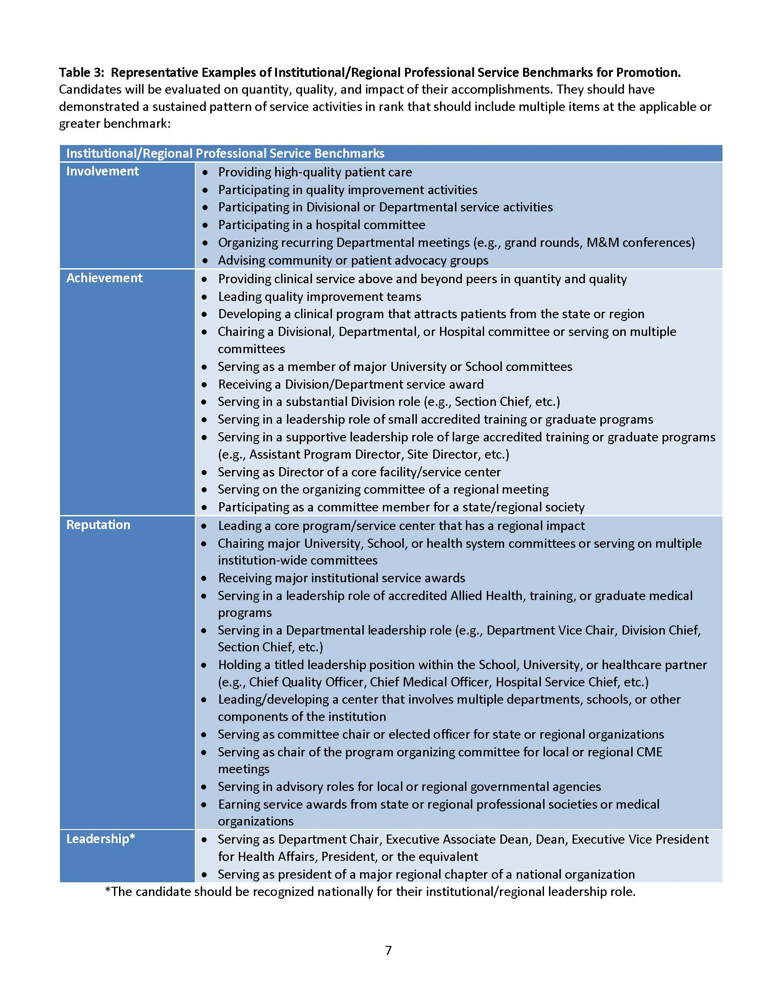 Table 3:  Representative Examples of Institutional/Regional Professional Service Benchmarks for Promotion.
Candidates will be evaluated on quantity, quality, and impact of their accomplishments. They should have
demonstrated a sustained pattern of service activities in rank that should include multiple items at the applicable or
greater benchmark:
Institutional/Regional Professional Service Benchmarks
Involvement
• Providing high-quality patient care
• Participating in quality improvement activities
• Participating in Divisional or Departmental service activities
• Participating in a hospital committee
• Organizing recurring Departmental meetings (e.g., grand rounds, M&M conferences)
• Advising community or patient advocacy groups
Achievement
• Providing clinical service above and beyond peers in quantity and quality
• Leading quality improvement teams
• Developing a clinical program that attracts patients from the state or region
• Chairing a Divisional, Departmental, or Hospital committee or serving on multiple
committees
• Serving as a member of major University or School committees
• Receiving a Division/Department service award
• Serving in a substantial Division role (e.g., Section Chief, etc.)
• Serving in a leadership role of small accredited training or graduate programs
• Serving in a supportive leadership role of large accredited training or graduate programs
(e.g., Assistant Program Director, Site Director, etc.)
• Serving as Director of a core facility/service center
• Serving on the organizing committee of a regional meeting
• Participating as a committee member for a state/regional society
Reputation
• Leading a core program/service center that has a regional impact
• Chairing major University, School, or health system committees or serving on multiple
institution-wide committees
• Receiving major institutional service awards
• Serving in a leadership role of accredited Allied Health, training, or graduate medical
programs
• Serving in a Departmental leadership role (e.g., Department Vice Chair, Division Chief,
Section Chief, etc.)
• Holding a titled leadership position within the School, University, or healthcare partner
(e.g., Chief Quality Officer, Chief Medical Officer, Hospital Service Chief, etc.)
• Leading/developing a center that involves multiple departments, schools, or other
components of the institution
• Serving as committee chair or elected officer for state or regional organizations
• Serving as chair of the program organizing committee for local or regional CME
meetings
• Serving in advisory roles for local or regional governmental agencies
• Earning service awards from state or regional professional societies or medical
organizations
Leadership*
• Serving as Department Chair, Executive Associate Dean, Dean, Executive Vice President
for Health Affairs, President, or the equivalent
• Serving as president of a major regional chapter of a national organization
*The candidate should be recognized nationally for their institutional/regional leadership role.
7